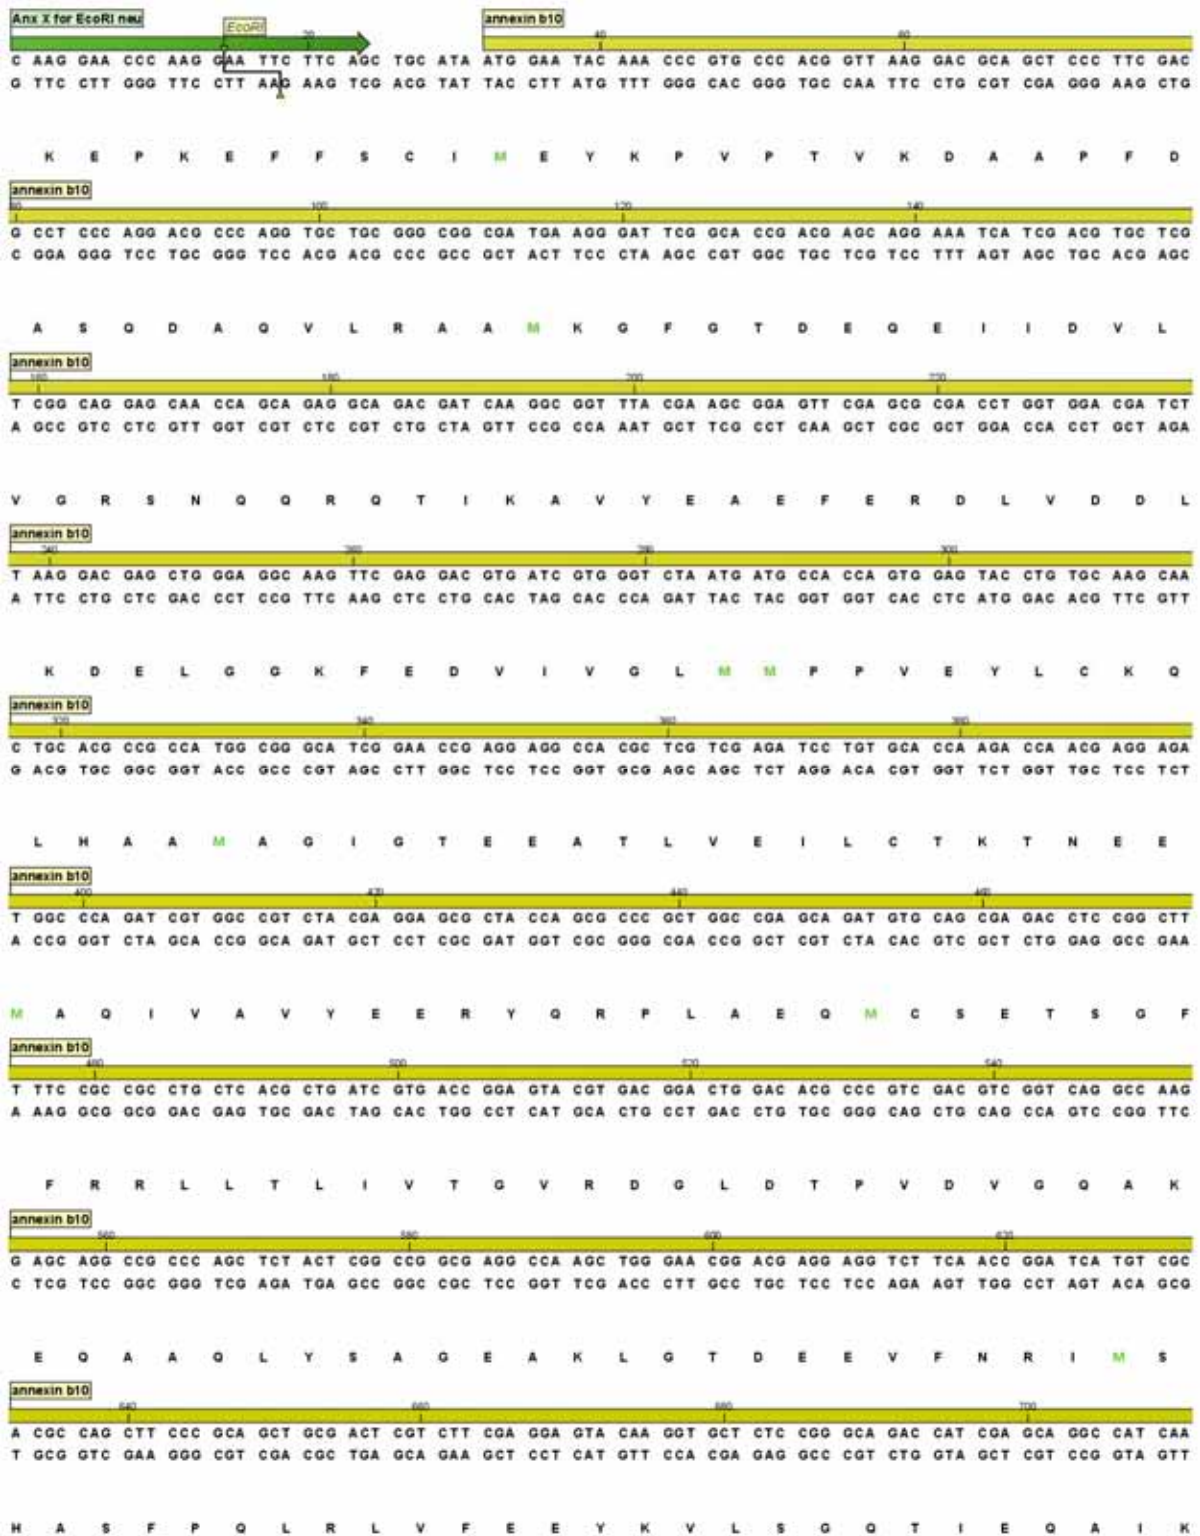 Anx X for EcoRI neu
EcoRI
annexin b10
20 40 60
C AAG GAA CCC AAG GAA TTC TTC AGC TGC ATA ATG GAA TAC AAA CCC GTG CCC ACG GTT AAG GAC GCA GCT CCC TTC GAC
G TTC CTT GGG TTC CTT AAG AAG TCG ACG TAT TAC CTT ATG TTT GGG CAC GGG TGC CAA TTC CTG CGT CGA GGG AAG CTG
K E P K E F F S C I M E Y K P V P T V K D A A P F D
annexin b10
80 100 120 140
G CCT CCC AGG ACG CCC AGG TGC TGC GGG CGG CGA TGA AGG GAT TCG GCA CCG ACG AGC AGG AAA TCA TCG ACG TGC TCG
C GGA GGG TCC TGC GGG TCC ACG ACG CCC GCC GCT ACT TCC CTA AGC CGT GGC TGC TCG TCC TTT AGT AGC TGC ACG AGC
A S Q D A Q V L R A A M K G F G T D E Q E I I D V L
annexin b10
160 180 200 220
T CGG CAG GAG CAA CCA GCA GAG GCA GAC GAT CAA GGC GGT TTA CGA AGC GGA GTT CGA GCG CGA CCT GGT GGA CGA TCT
A GCC GTC CTC GTT GGT CGT CTC CGT CTG CTA GTT CCG CCA AAT GCT TCG CCT CAA GCT CGC GCT GGA CCA CCT GCT AGA
V G R S N Q Q R Q T I K A V Y E A E F E R D L V D D L
annexin b10
240 260 280 300
T AAG GAC GAG CTG GGA GGC AAG TTC GAG GAC GTG ATC GTG GGT CTA ATG ATG CCA CCA GTG GAG TAC CTG TGC AAG CAA
A TTC CTG CTC GAC CCT CCG TTC AAG CTC CTG CAC TAG CAC CCA GAT TAC TAC GGT GGT CAC CTC ATG GAC ACG TTC GTT
K D E L G G K F E D V I V G L M M P P V E Y L C K Q
annexin b10
320 340 360 380
C TGC ACG CCG CCA TGG CGG GCA TCG GAA CCG AGG AGG CCA CGC TCG TCG AGA TCC TGT GCA CCA AGA CCA ACG AGG AGA
G ACG TGC GGC GGT ACC GCC CGT AGC CTT GGC TCC TCC GGT GCG AGC AGC TCT AGG ACA CGT GGT TCT GGT TGC TCC TCT
L H A A M A G I G T E E A T L V E I L C T K T N E E
annexin b10
400 420 440 460
T GGC CCA GAT CGT GGC CGT CTA CGA GGA GCG CTA CCA GCG CCC GCT GGC CGA GCA GAT GTG CAG CGA GAC CTC CGG CTT
A CCG GGT CTA GCA CCG GCA GAT GCT CCT CGC GAT GGT CGC GGG CGA CCG GCT CGT CTA CAC GTC GCT CTG GAG GCC GAA
M A Q I V A V Y E E R Y Q R P L A E Q M C S E T S G F
annexin b10
480 500 520 540
T TTC CGC CGC CTG CTC ACG CTG ATC GTG ACC GGA GTA CGT GAC GGA CTG GAC ACG CCC GTC GAC GTC GGT CAG GCC AAG
A AAG GCG GCG GAC GAG TGC GAC TAG CAC TGG CCT CAT GCA CTG CCT GAC CTG TGC GGG CAG CTG CAG CCA GTC CGG TTC
F R R L L T L I V T G V R D G L D T P V D V G Q A K
annexin b10
560 580 600 620
G AGC AGG CCG CCC AGC TCT ACT CGG CCG GCG AGG CCA AGC TGG GAA CGG ACG AGG AGG TCT TCA ACC GGA TCA TGT CGC
C TCG TCC GGC GGG TCG AGA TGA GCC GGC CGC TCC GGT TCG ACC CTT GCC TGC TCC TCC AGA AGT TGG CCT AGT ACA GCG
E Q A A Q L Y S A G E A K L G T D E E V F N R I M S
annexin b10
640 660 680 700
A CGC CAG CTT CCC GCA GCT GCG ACT CGT CTT CGA GGA GTA CAA GGT GCT CTC CGG GCA GAC CAT CGA GCA GGC CAT CAA
T GCG GTC GAA GGG CGT CGA CGC TGA GCA GAA GCT CCT CAT GTT CCA CGA GAG GCC CGT CTG GTA GCT CGT CCG GTA GTT
H A S F P Q L R L V F E E Y K V L S G Q T I E Q A I K